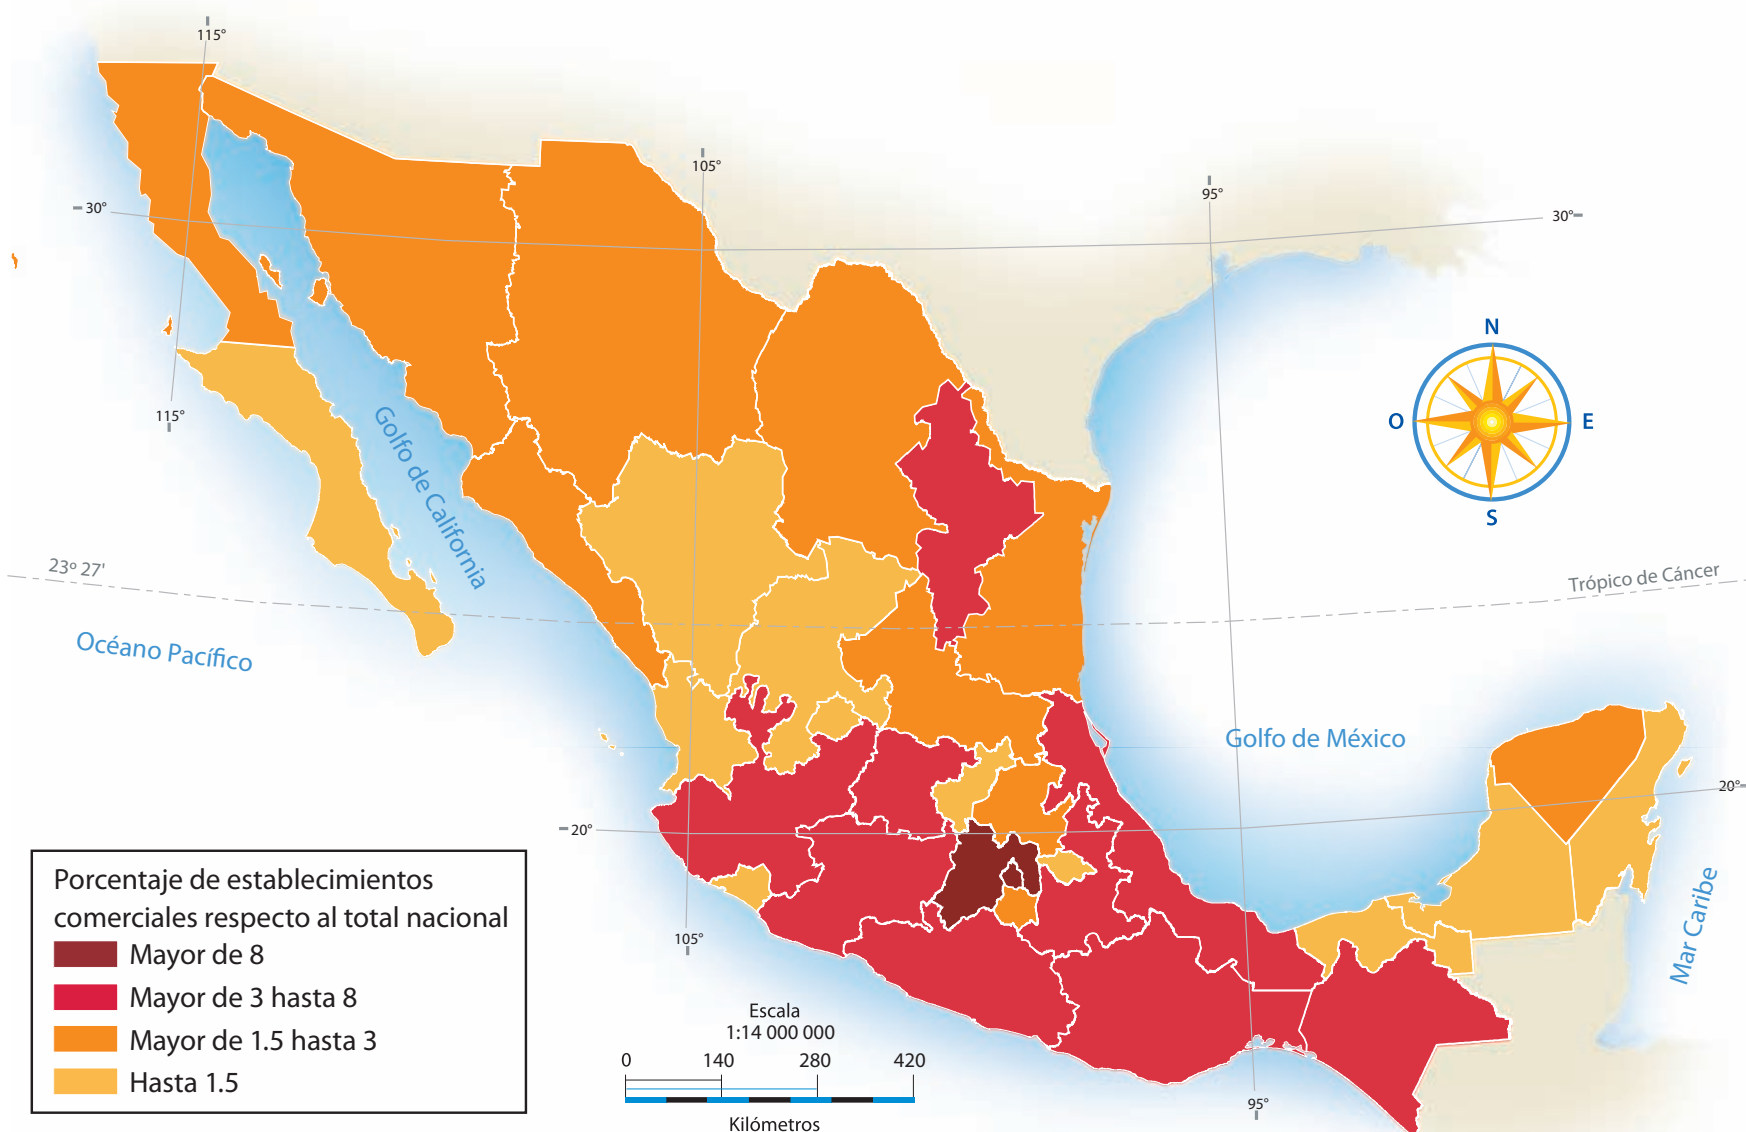 115°
105°
95°
30°
30°
N
O
E
S
115°
Golfo de California
23° 27'
Trópico de Cáncer
Océano Pacífico
Golfo de México
20°
20°
Mar Caribe
105°
95°
Porcentaje de establecimientos
comerciales respecto al total nacional
Mayor de 8
Mayor de 3 hasta 8
Mayor de 1.5 hasta 3
Hasta 1.5
Escala
1:14 000 000
0 140 280 420
Kilómetros